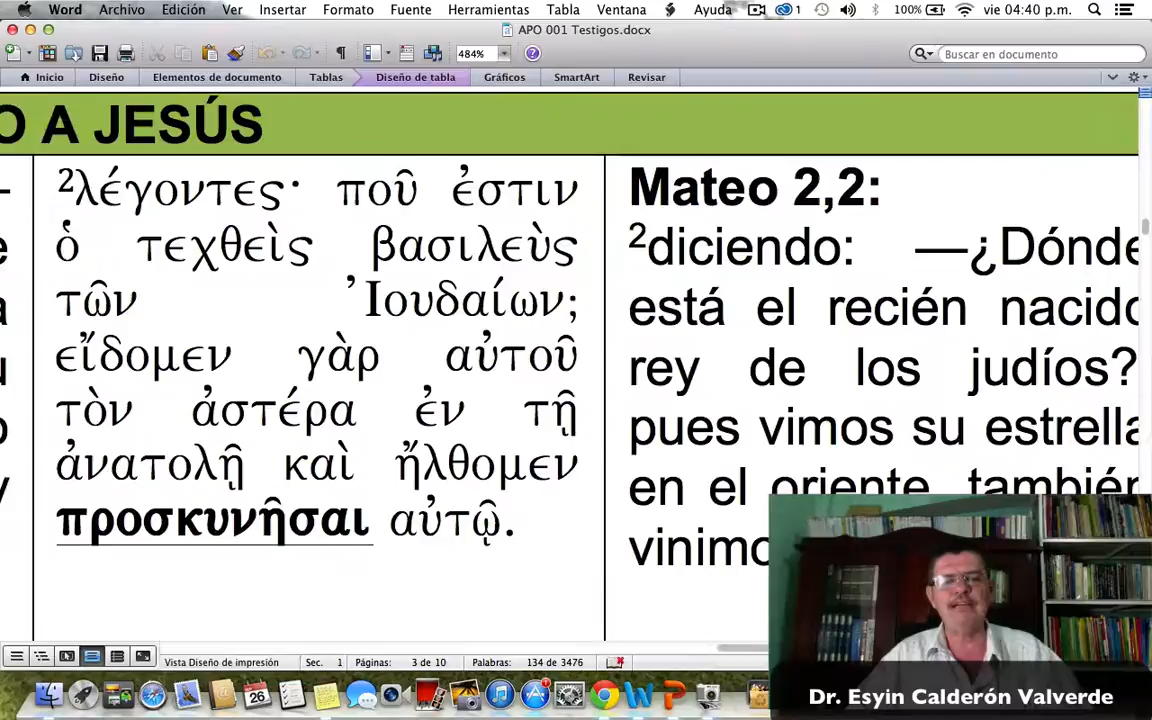 Word Archivo Edición Ver Insertar Formato Fuente Herramientas Tabla Ventana Ayuda 1 100% vie 04:40 p.m.
APO 001 Testigos.docx
484% Buscar en documento
Inicio Diseño Elementos de documento Tablas Diseño de tabla Gráficos SmartArt Revisar
O A JESÚS
²λέγοντες· ποῦ ἐστιν
ὁ τεχθεὶς βασιλεὺς
τῶν Ἰουδαίων;
εἴδομεν γὰρ αὐτοῦ
τὸν ἀστέρα ἐν τῇ
ἀνατολῇ καὶ ἤλθομεν
προσκυνῆσαι αὐτῷ.
Mateo 2,2:
²diciendo: —¿Dónde
está el recién nacido
rey de los judíos?
pues vimos su estrella
en el oriente, también
vinimo
Vista Diseño de impresión Sec. 1 Páginas: 3 de 10 Palabras: 134 de 3476
26
Dr. Esyin Calderón Valverde